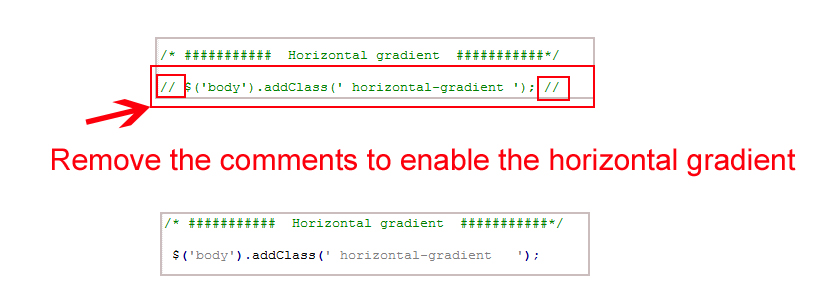 /* ########### Horizontal gradient ###########*/
// $('body').addClass(' horizontal-gradient '); //
Remove the comments to enable the horizontal gradient
/* ########### Horizontal gradient ###########*/
$('body').addClass(' horizontal-gradient ');